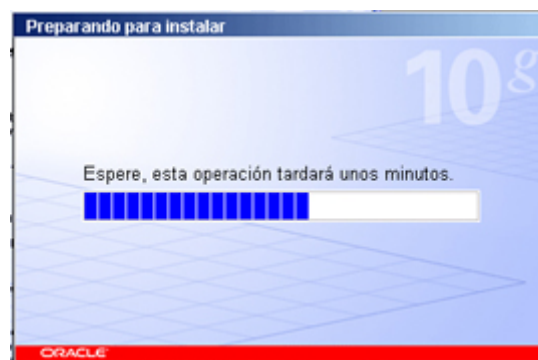 Preparando para instalar
10g
Espere, esta operación tardará unos minutos.
ORACLE